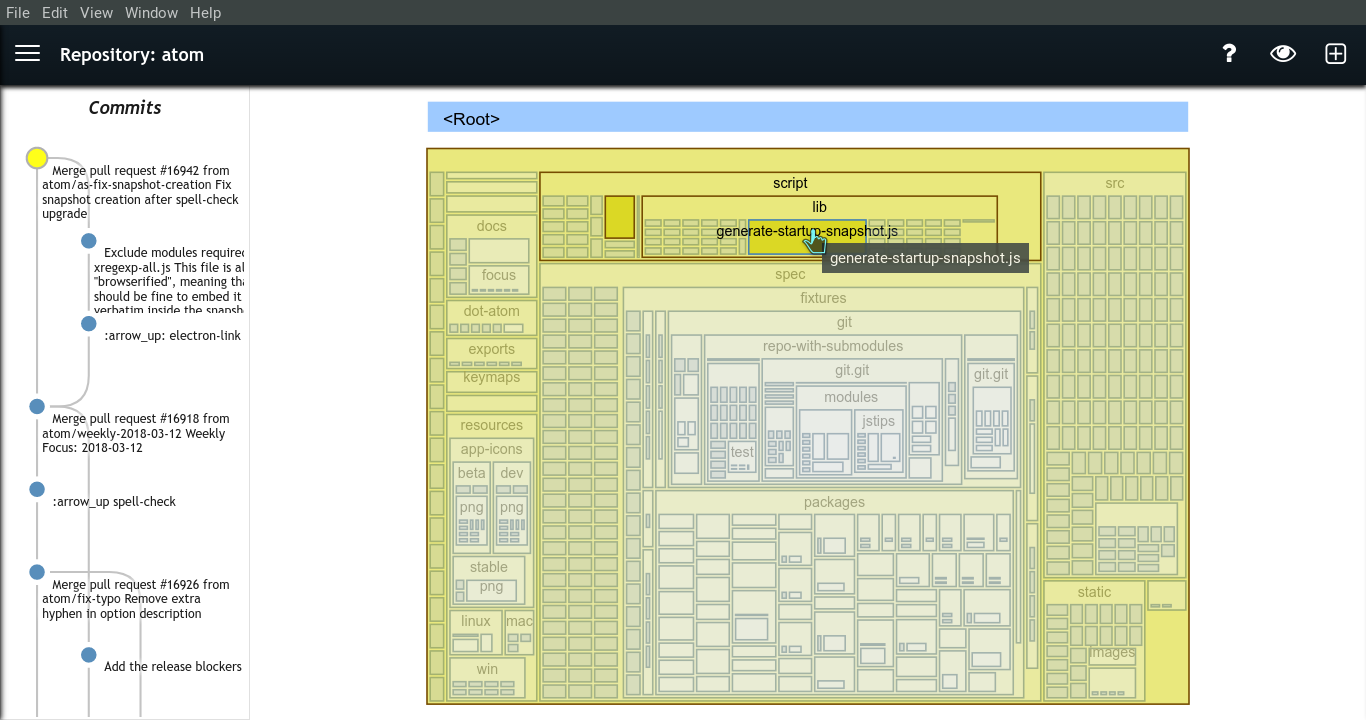 File Edit View Window Help
Repository: atom
?
Commits
Merge pull request #16942 from
atom/as-fix-snapshot-creation Fix
snapshot creation after spell-check
upgrade
Exclude modules required
xregexp-all.js This file is al
"browserified", meaning tha
should be fine to embed it
verbatim inside the snapsh
:arrow_up: electron-link
Merge pull request #16918 from
atom/weekly-2018-03-12 Weekly
Focus: 2018-03-12
:arrow_up spell-check
Merge pull request #16926 from
atom/fix-typo Remove extra
hyphen in option description
Add the release blockers
<Root>
script
lib
generate-startup-snapshot.js
generate-startup-snapshot.js
src
docs
focus
dot-atom
exports
keymaps
resources
app-icons
beta
dev
png
png
stable
png
linux
mac
win
spec
fixtures
git
repo-with-submodules
git.git
git.git
modules
jstips
test
packages
static
images